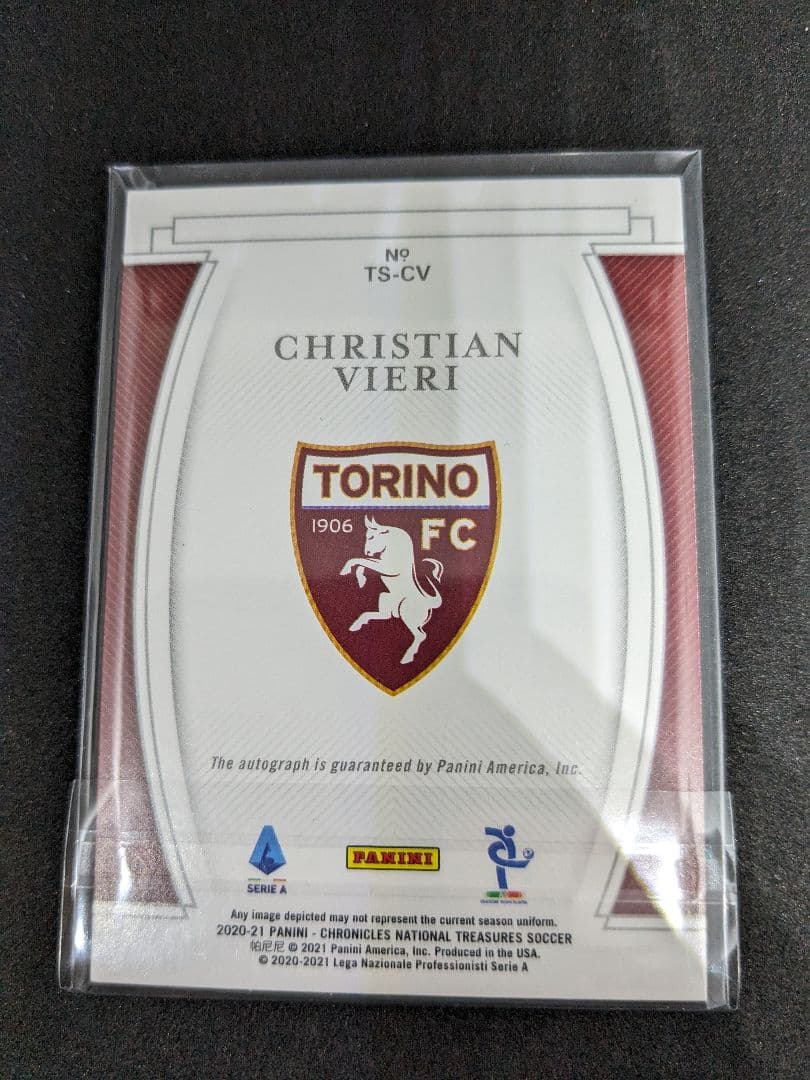 Nº
TS-CV
CHRISTIAN
VIERI
TORINO
1906 FC
The autograph is guaranteed by Panini America, Inc.
SERIE A
PANINI
Any image depicted may not represent the current season uniform.
2020-21 PANINI - CHRONICLES NATIONAL TREASURES SOCCER
帕尼尼 © 2021 Panini America, Inc. Produced in the USA.
© 2020-2021 Lega Nazionale Professionisti Serie A